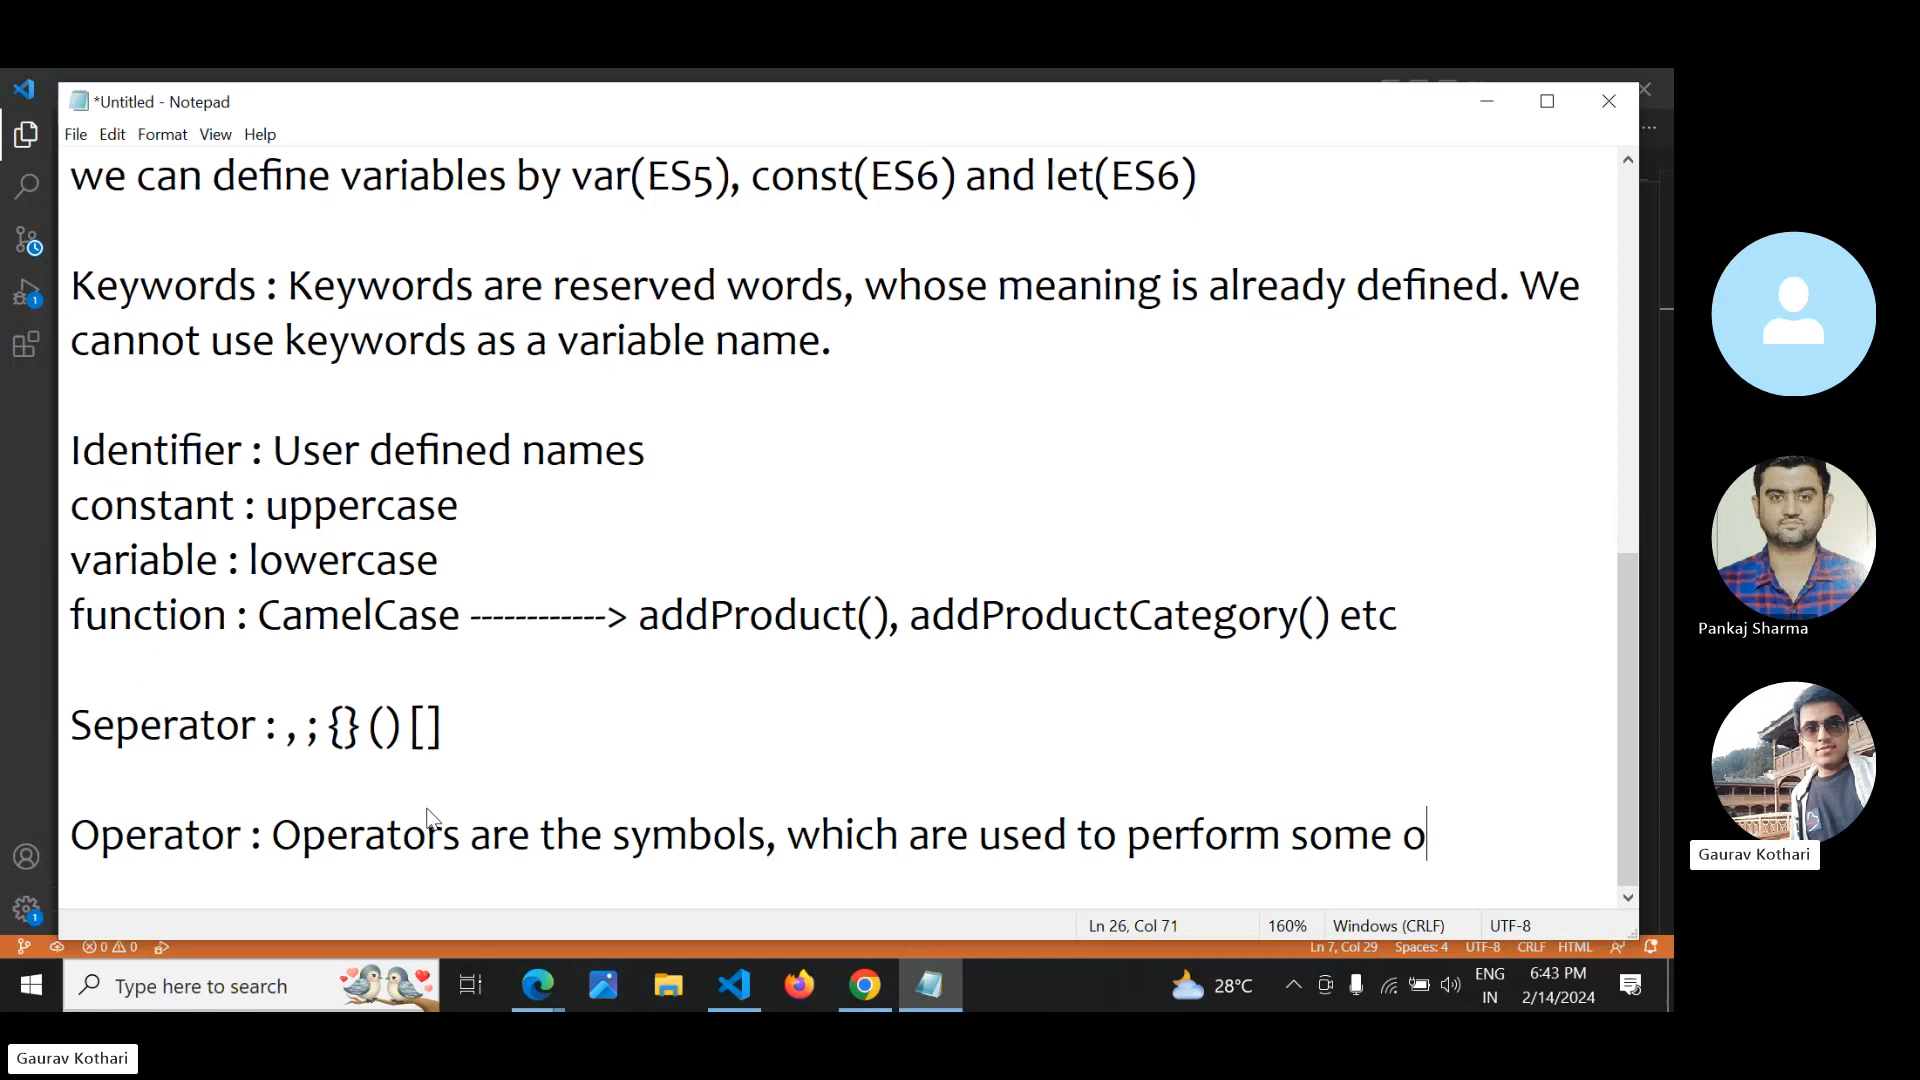 *Untitled - Notepad
File Edit Format View Help
we can define variables by var(ES5), const(ES6) and let(ES6)
Keywords : Keywords are reserved words, whose meaning is already defined. We
cannot use keywords as a variable name.
Identifier : User defined names
constant : uppercase
variable : lowercase
function : CamelCase ------------> addProduct(), addProductCategory() etc
Seperator : , ; {} () []
Operator : Operators are the symbols, which are used to perform some o
Ln 26, Col 71 160% Windows (CRLF) UTF-8
1
1
1
0 0 Ln 7, Col 29 Spaces: 4 UTF-8 CRLF HTML
Type here to search 28°C ENG IN 6:43 PM 2/14/2024
Pankaj Sharma
Gaurav Kothari
Gaurav Kothari